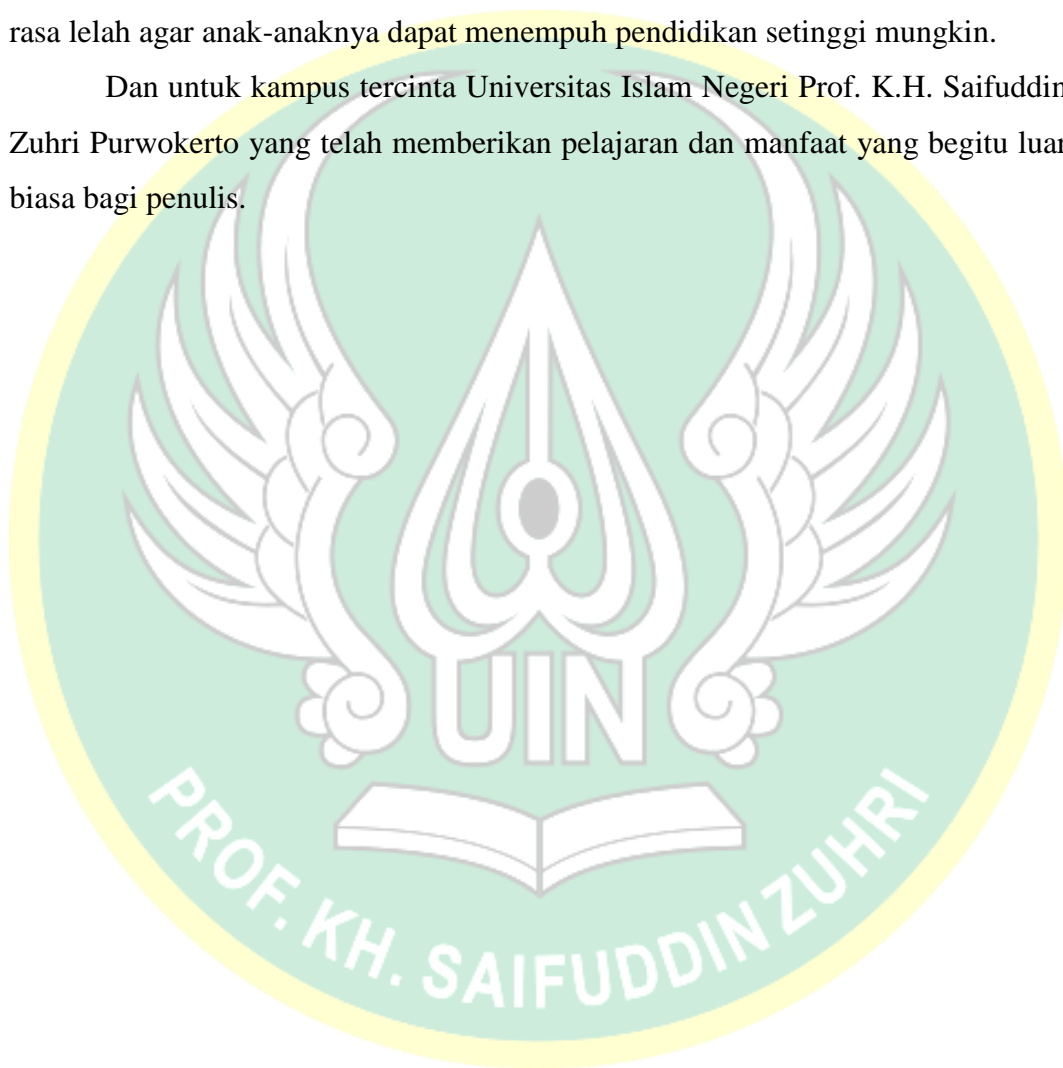 rasa lelah agar anak-anaknya dapat menempuh pendidikan setinggi mungkin.
Dan untuk kampus tercinta Universitas Islam Negeri Prof. K.H. Saifuddin
Zuhri Purwokerto yang telah memberikan pelajaran dan manfaat yang begitu luar
biasa bagi penulis.
UIN
PROF. KH. SAIFUDDIN ZUHRI